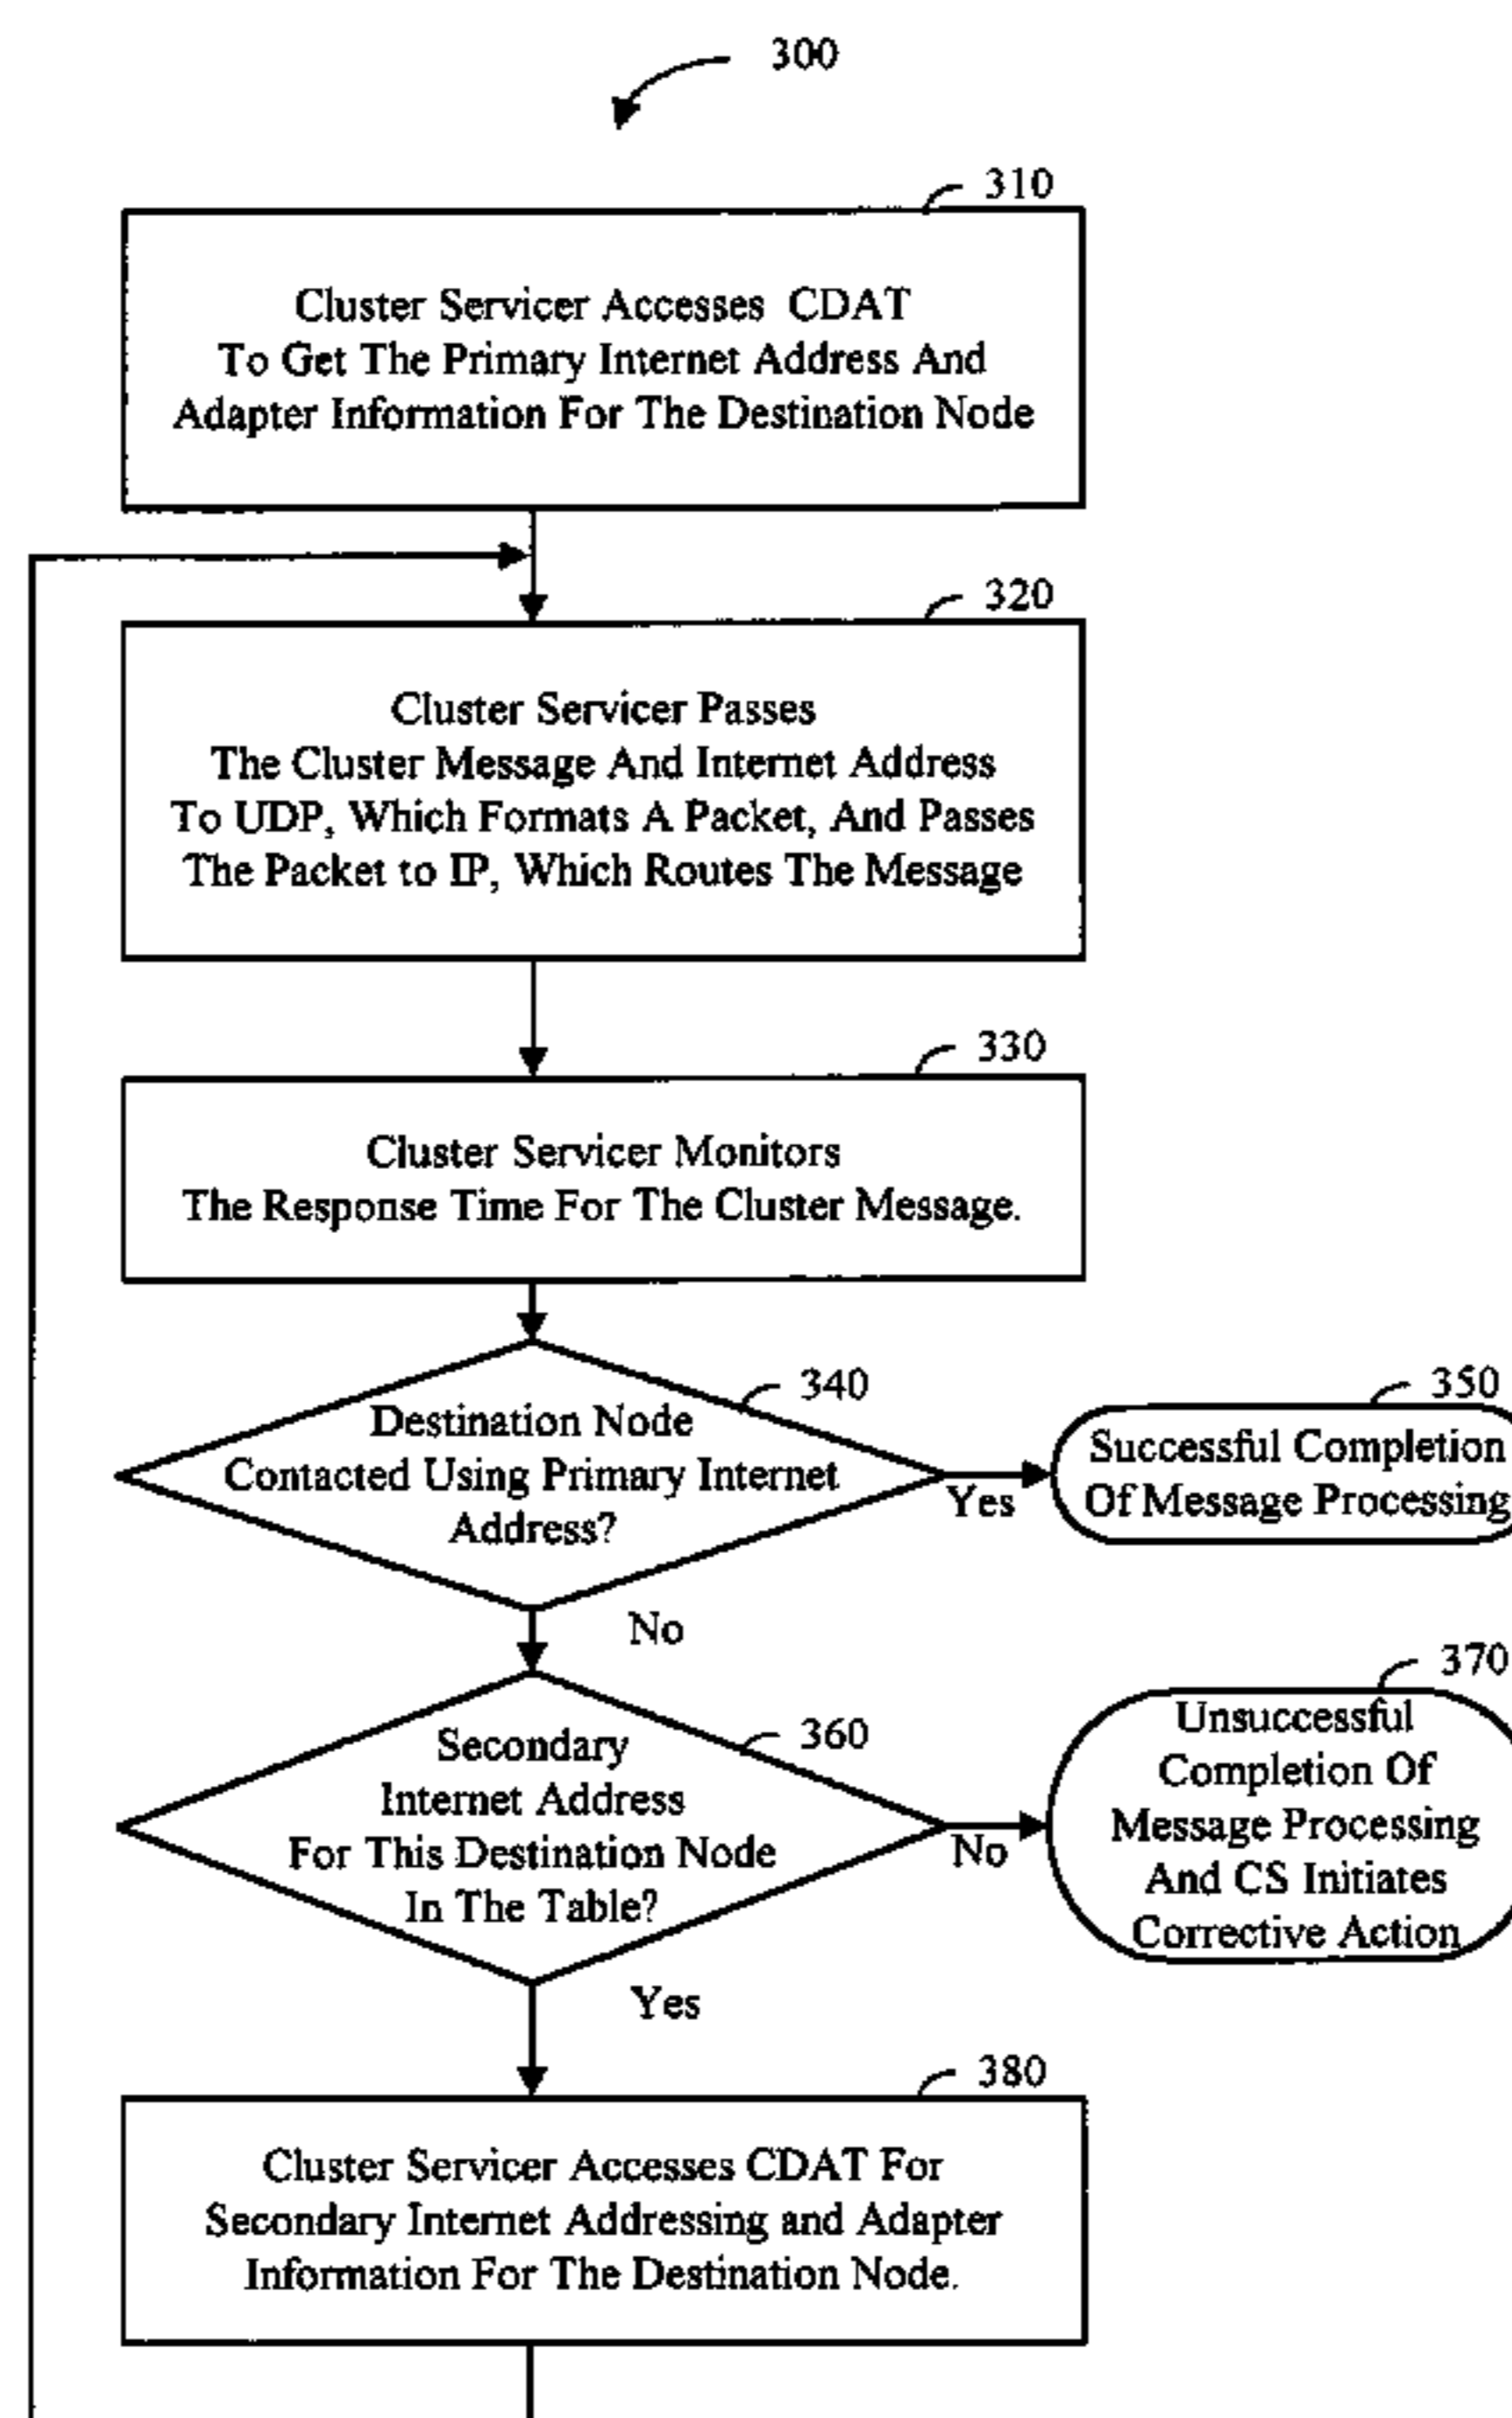 300
310
Cluster Servicer Accesses CDAT
To Get The Primary Internet Address And
Adapter Information For The Destination Node
320
Cluster Servicer Passes
The Cluster Message And Internet Address
To UDP, Which Formats A Packet, And Passes
The Packet to IP, Which Routes The Message
330
Cluster Servicer Monitors
The Response Time For The Cluster Message.
340
Destination Node
Contacted Using Primary Internet
Address?
Yes
350
Successful Completion
Of Message Processing
No
360
Secondary
Internet Address
For This Destination Node
In The Table?
No
370
Unsuccessful
Completion Of
Message Processing
And CS Initiates
Corrective Action
Yes
380
Cluster Servicer Accesses CDAT For
Secondary Internet Addressing and Adapter
Information For The Destination Node.